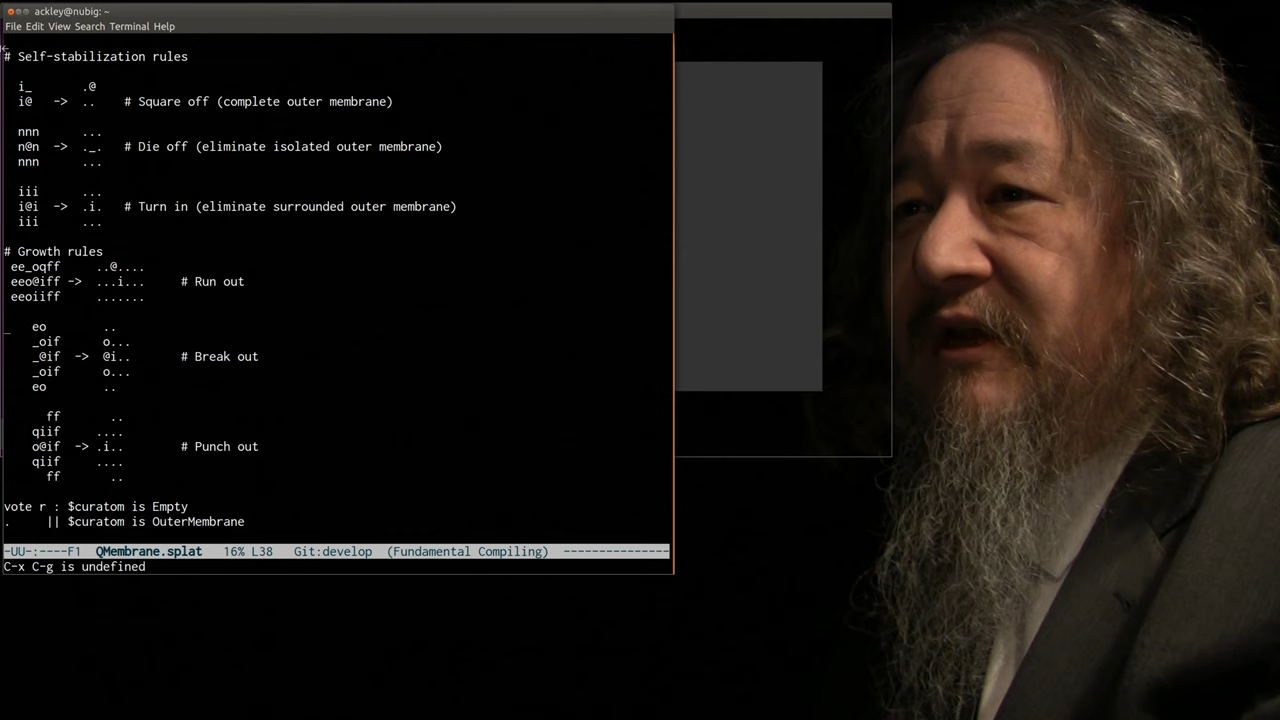 ackley@nubig: ~
File Edit View Search Terminal Help
# Self-stabilization rules
i_ .@
i@ -> .. # Square off (complete outer membrane)
nnn ...
n@n -> ._. # Die off (eliminate isolated outer membrane)
nnn ...
iii ...
i@i -> .i. # Turn in (eliminate surrounded outer membrane)
iii ...
# Growth rules
ee_oqff ..@....
eeo@iff -> ...i... # Run out
eeoiiff .......
eo ..
_oif o...
_@if -> @i.. # Break out
_oif o...
eo ..
ff ..
qiif ....
o@if -> .i.. # Punch out
qiif ....
ff ..
vote r : $curatom is Empty
. || $curatom is OuterMembrane
-UU-:----F1 QMembrane.splat 16% L38 Git:develop (Fundamental Compiling) ---------------
C-x C-g is undefined